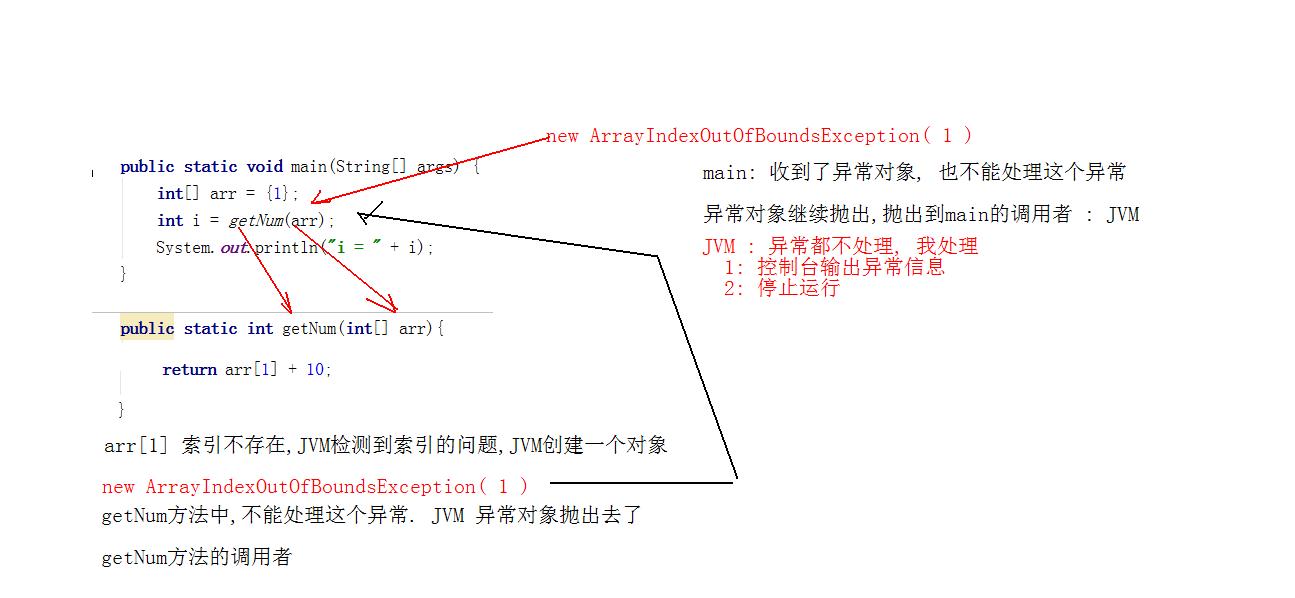 new ArrayIndexOutOfBoundsException( 1 )
public static void main(String[] args) {
int[] arr = {1};
int i = getNum(arr);
System.out.println("i = " + i);
}
public static int getNum(int[] arr){
return arr[1] + 10;
}
arr[1] 索引不存在,JVM检测到索引的问题,JVM创建一个对象
new ArrayIndexOutOfBoundsException( 1 )
getNum方法中,不能处理这个异常. JVM 异常对象抛出去了
getNum方法的调用者
main: 收到了异常对象, 也不能处理这个异常
异常对象继续抛出,抛出到main的调用者 : JVM
JVM : 异常都不处理, 我处理
1: 控制台输出异常信息
2: 停止运行